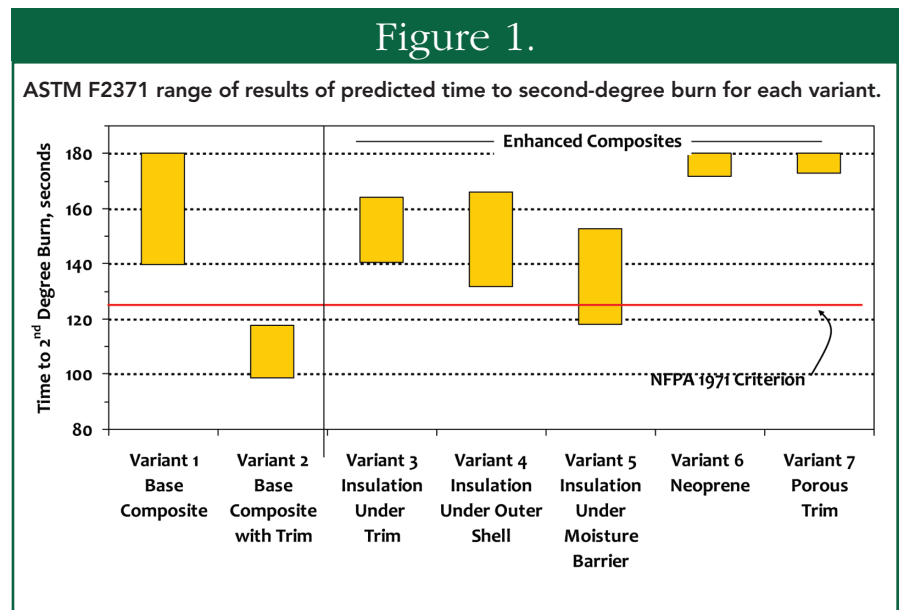 Figure 1.
ASTM F2371 range of results of predicted time to second-degree burn for each variant.
Enhanced Composites
Time to 2nd Degree Burn, seconds
180
160
140
120
100
80
NFPA 1971 Criterion
Variant 1
Base
Composite
Variant 2
Base
Composite
with Trim
Variant 3
Insulation
Under
Trim
Variant 4
Insulation
Under Outer
Shell
Variant 5
Insulation
Under
Moisture
Barrier
Variant 6
Neoprene
Variant 7
Porous
Trim